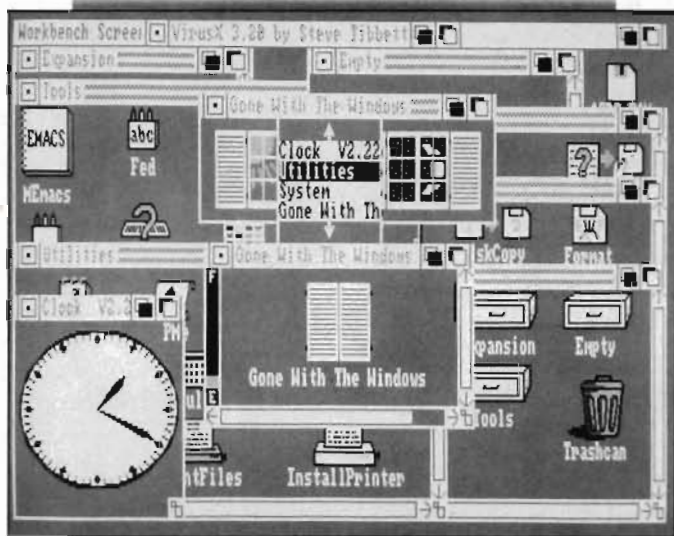 Workbench Screen
VirusX 3.20 by Steve Tibbett
Expansion
Empty
Tools
Gone With The Windows
EMACS
abc
Clock V2.22
Utilities
System
Gone With Th
MEmacs
Fed
?
Utilities
Gone With The Windows
skCopy
Format
Clock V2.2
F
xpansion
Empty
Gone With The Windows
E
Tools
Trashcan
ntFiles
InstallPrinter